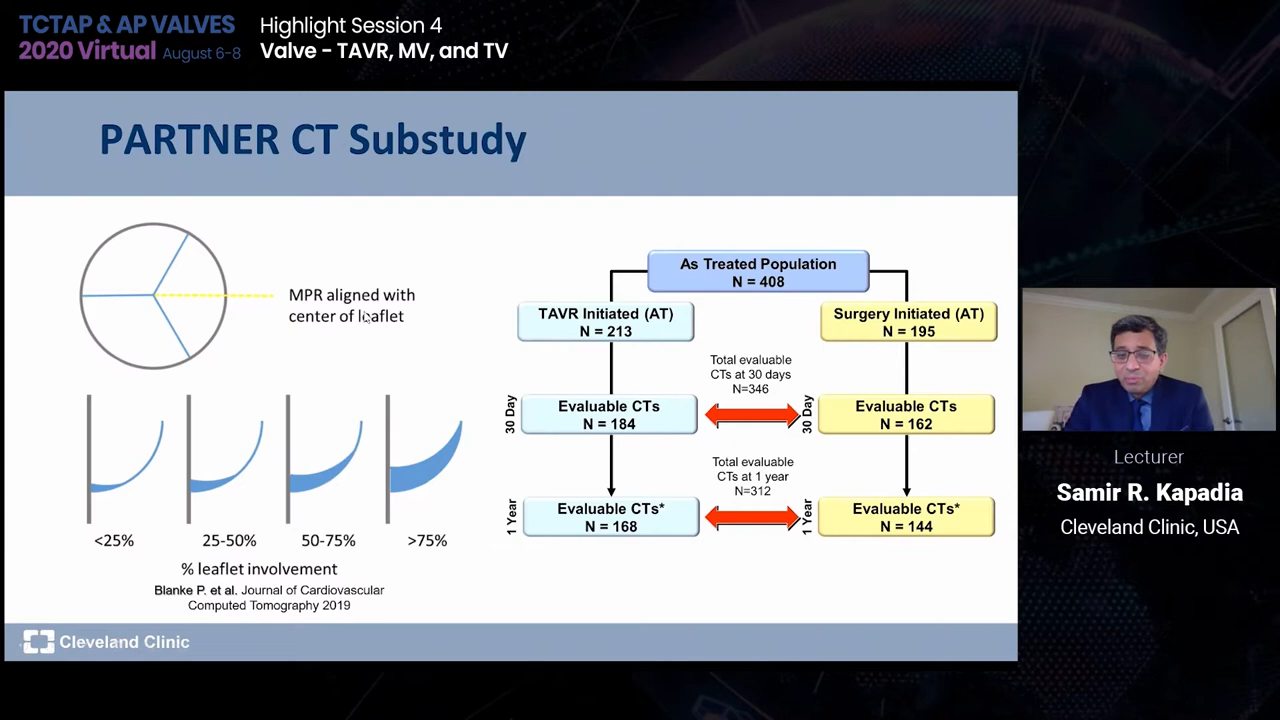 TCTAP & AP VALVES
2020 Virtual August 6-8
Highlight Session 4
Valve - TAVR, MV, and TV
PARTNER CT Substudy
MPR aligned with
center of leaflet
<25%
25-50%
50-75%
>75%
% leaflet involvement
Blanke P. et al. Journal of Cardiovascular
Computed Tomography 2019
As Treated Population
N = 408
TAVR Initiated (AT)
N = 213
Surgery Initiated (AT)
N = 195
Total evaluable
CTs at 30 days
N=346
30 Day
Evaluable CTs
N = 184
30 Day
Evaluable CTs
N = 162
Total evaluable
CTs at 1 year
N=312
1 Year
Evaluable CTs*
N = 168
1 Year
Evaluable CTs*
N = 144
Cleveland Clinic
Lecturer
Samir R. Kapadia
Cleveland Clinic, USA